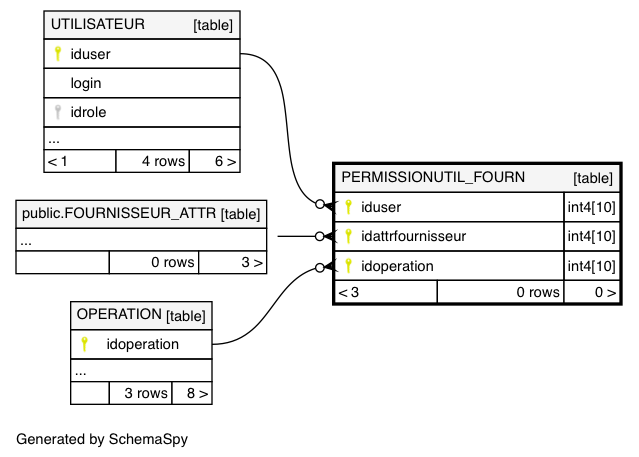 UTILISATEUR [table]
iduser
login
idrole
...
< 1 4 rows 6 >
public.FOURNISSEUR_ATTR [table]
...
0 rows 3 >
OPERATION [table]
idoperation
...
3 rows 8 >
PERMISSIONUTIL_FOURN [table]
iduser int4[10]
idattrfournisseur int4[10]
idoperation int4[10]
< 3 0 rows 0 >
Generated by SchemaSpy